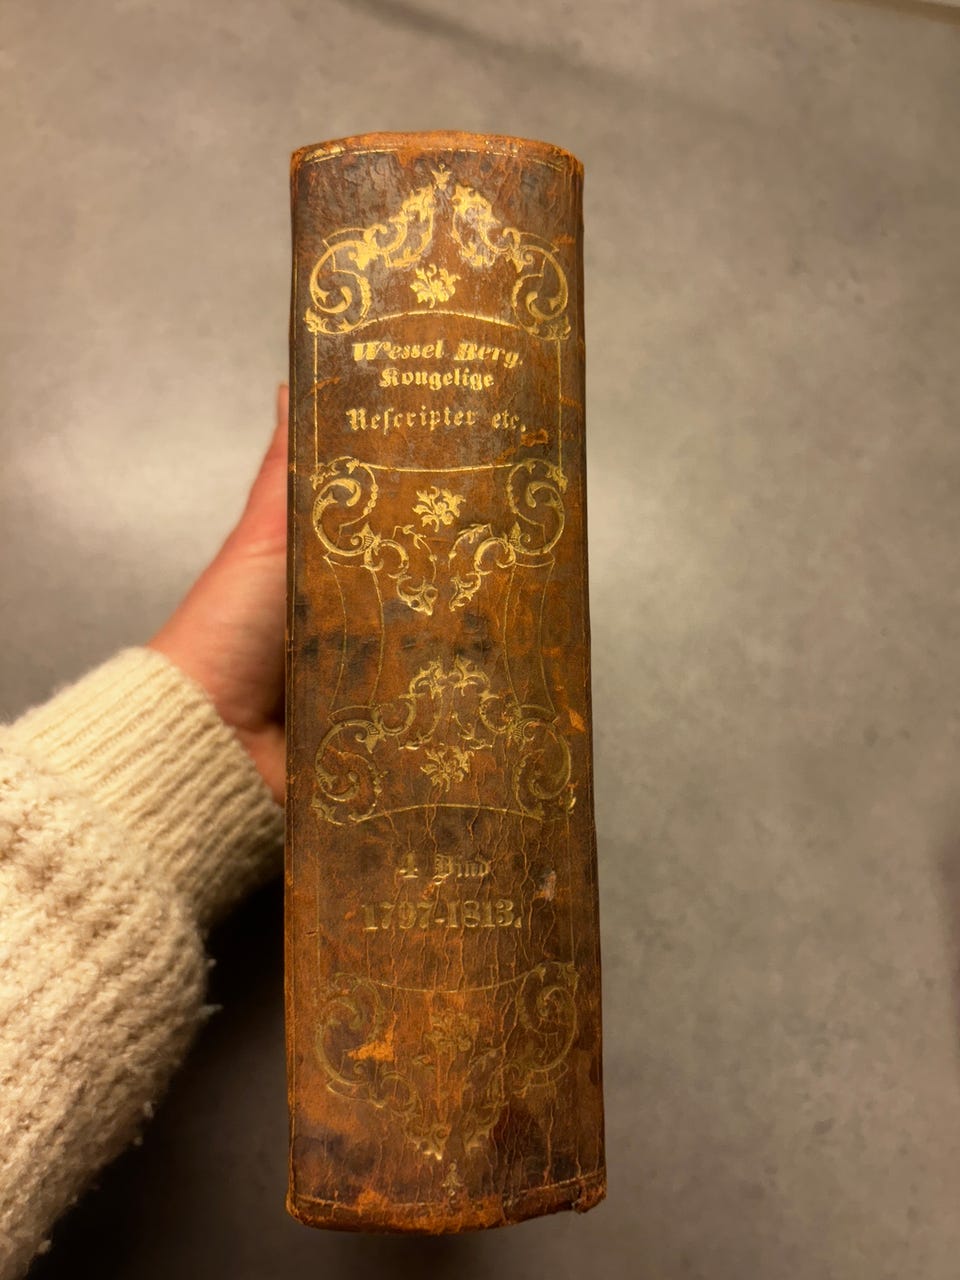 Wessel Berg,
Kongelige
Reſcripter etc.
4 Bind
1797-1813.